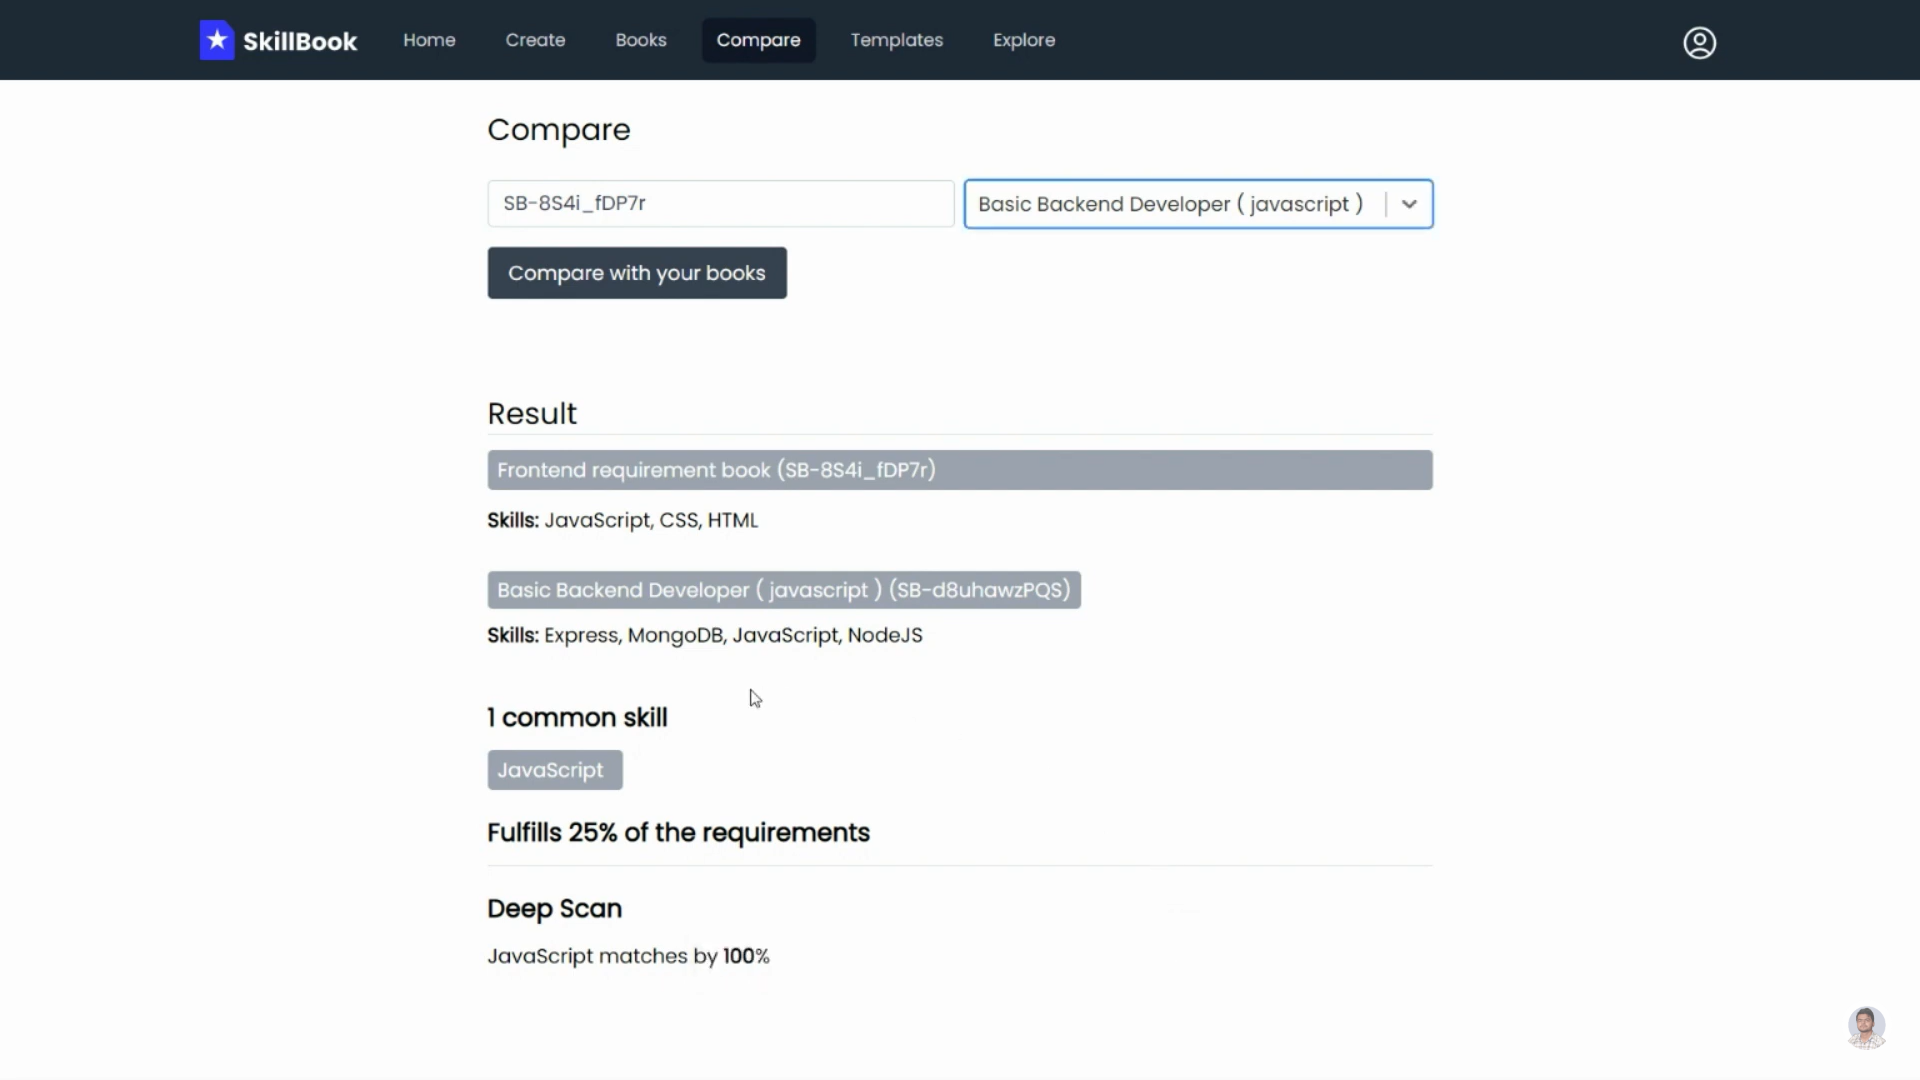 SkillBook Home Create Books Compare Templates Explore
Compare
SB-8S4i_fDP7r Basic Backend Developer ( javascript )
Compare with your books
Result
Frontend requirement book (SB-8S4i_fDP7r)
Skills: JavaScript, CSS, HTML
Basic Backend Developer ( javascript ) (SB-d8uhawzPQS)
Skills: Express, MongoDB, JavaScript, NodeJS
1 common skill
JavaScript
Fulfills 25% of the requirements
Deep Scan
JavaScript matches by 100%